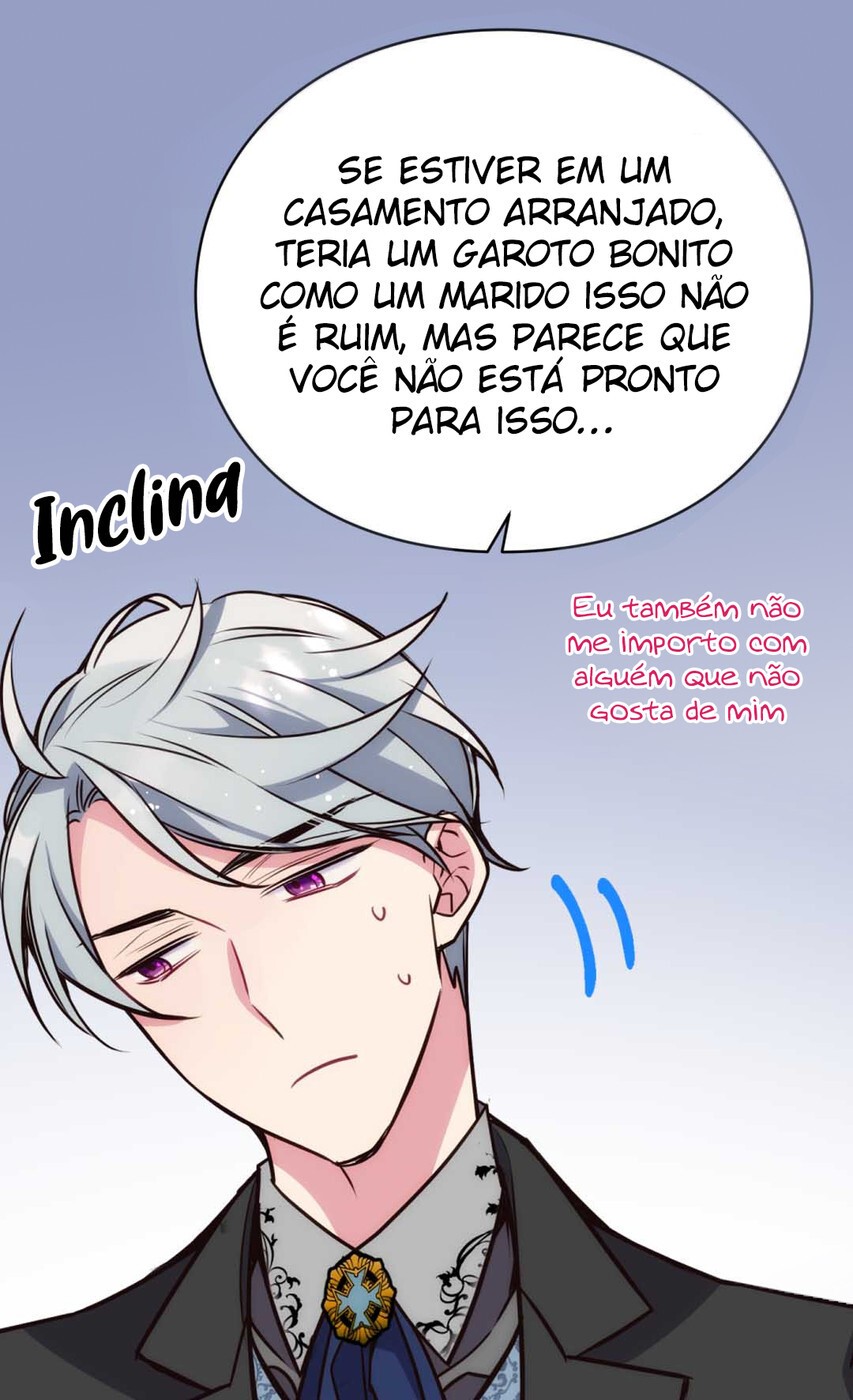 SE ESTIVER EM UM
CASAMENTO ARRANJADO,
TERIA UM GAROTO BONITO
COMO UM MARIDO ISSO NÃO
É RUIM, MAS PARECE QUE
VOCÊ NÃO ESTÁ PRONTO
PARA ISSO...
Inclina
Eu também não
me importo com
alguém que não
gosta de mim